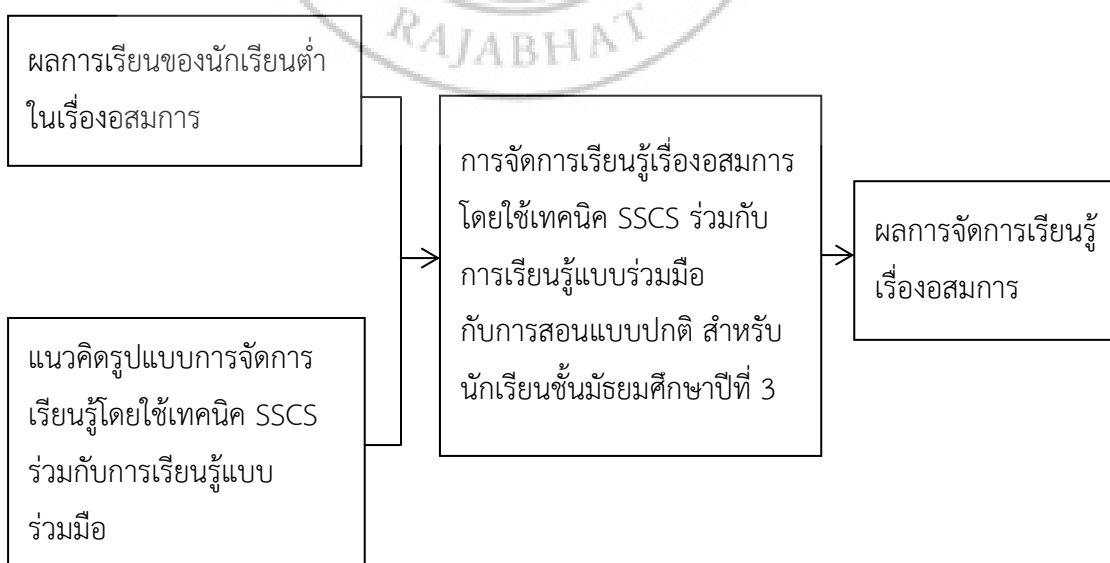 RAJABHAT
ผลการเรียนของนักเรียนต่ำ
ในเรื่องอสมการ
การจัดการเรียนรู้เรื่องอสมการ
โดยใช้เทคนิค SSCS ร่วมกับ
การเรียนรู้แบบร่วมมือ
กับการสอนแบบปกติ สำหรับ
นักเรียนชั้นมัธยมศึกษาปีที่ 3
ผลการจัดการเรียนรู้
เรื่องอสมการ
แนวคิดรูปแบบการจัดการ
เรียนรู้โดยใช้เทคนิค SSCS
ร่วมกับการเรียนรู้แบบ
ร่วมมือ